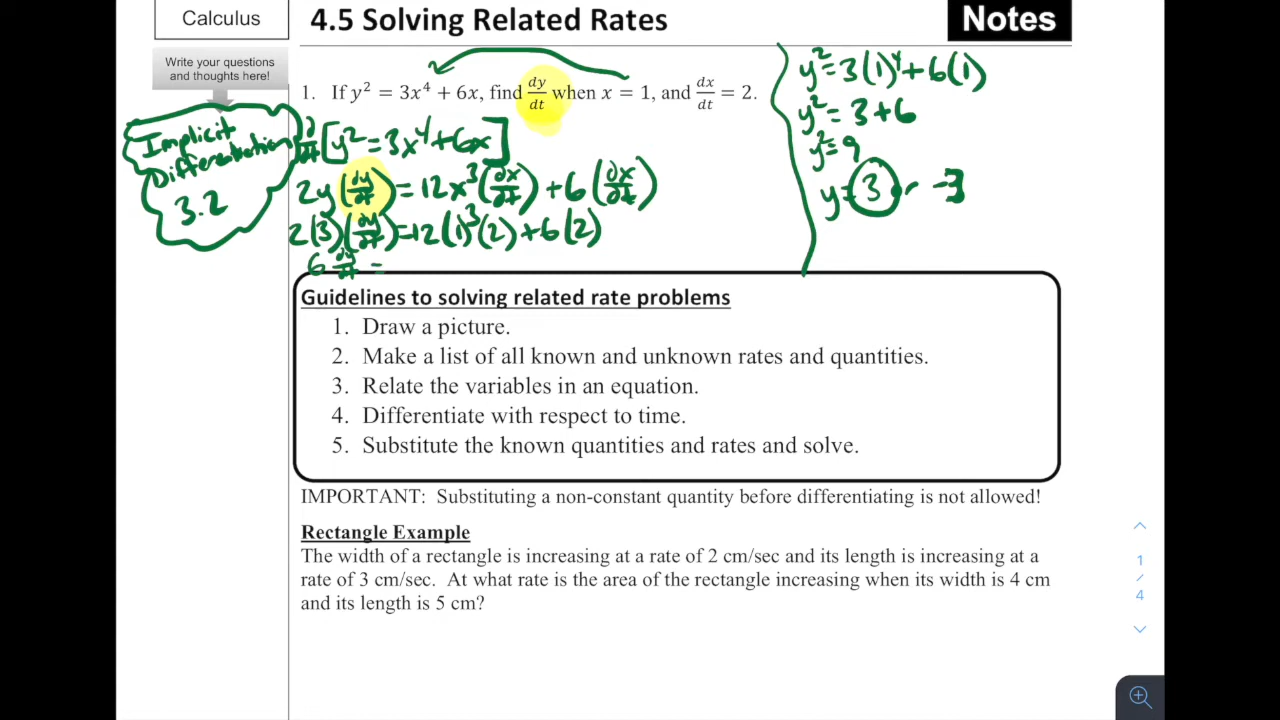 Calculus
4.5 Solving Related Rates
Notes
Write your questions
and thoughts here!
1. If y² = 3x⁴ + 6x, find dy/dt when x = 1, and dx/dt = 2.
Implicit
Differentiation
3.2
d/dt [y² = 3x⁴ + 6x]
2y (dy/dt) = 12x³ (dx/dt) + 6 (dx/dt)
2(3) (dy/dt) = 12(1)³(2) + 6(2)
6 dy/dt =
y² = 3(1)⁴ + 6(1)
y² = 3 + 6
y² = 9
y = 3 or -3
Guidelines to solving related rate problems
1. Draw a picture.
2. Make a list of all known and unknown rates and quantities.
3. Relate the variables in an equation.
4. Differentiate with respect to time.
5. Substitute the known quantities and rates and solve.
IMPORTANT: Substituting a non-constant quantity before differentiating is not allowed!
Rectangle Example
The width of a rectangle is increasing at a rate of 2 cm/sec and its length is increasing at a
rate of 3 cm/sec. At what rate is the area of the rectangle increasing when its width is 4 cm
and its length is 5 cm?
1
/
4